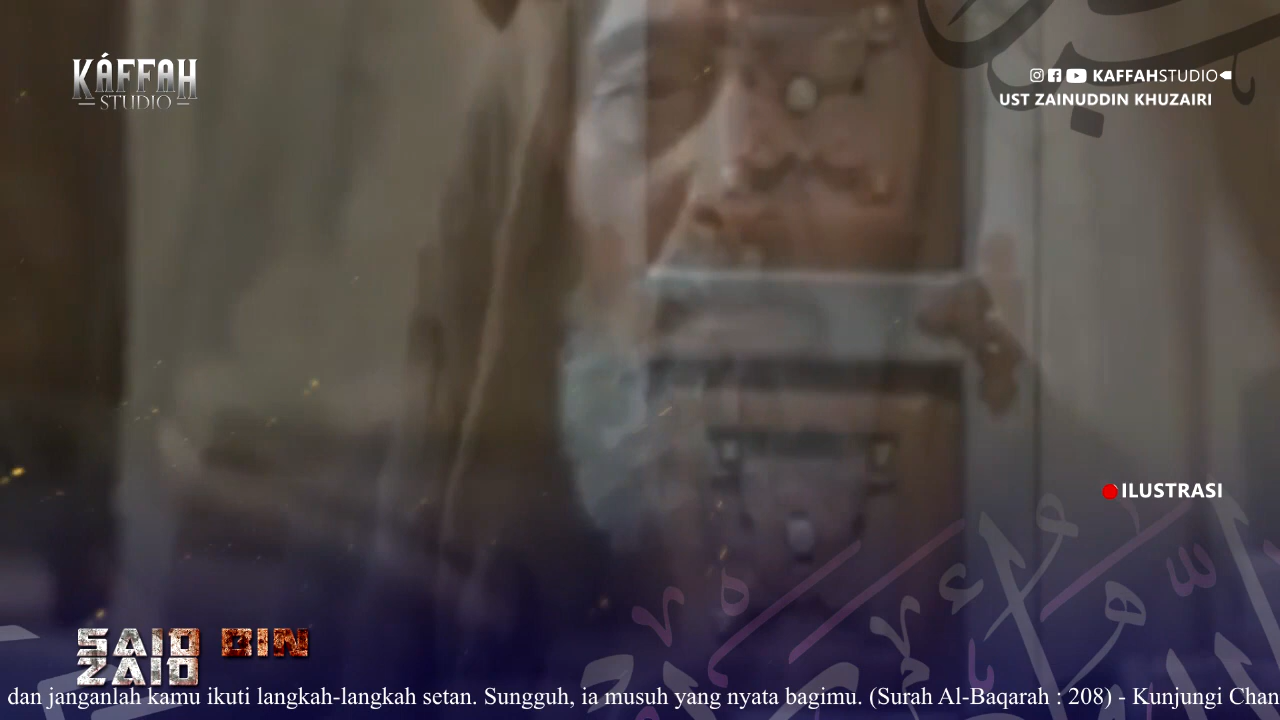 KÁFFAH
STUDIO
KAFFAHSTUDIO
UST ZAINUDDIN KHUZAIRI
ILUSTRASI
SAID BIN
ZAID
dan janganlah kamu ikuti langkah-langkah setan. Sungguh, ia musuh yang nyata bagimu. (Surah Al-Baqarah : 208) - Kunjungi Chan